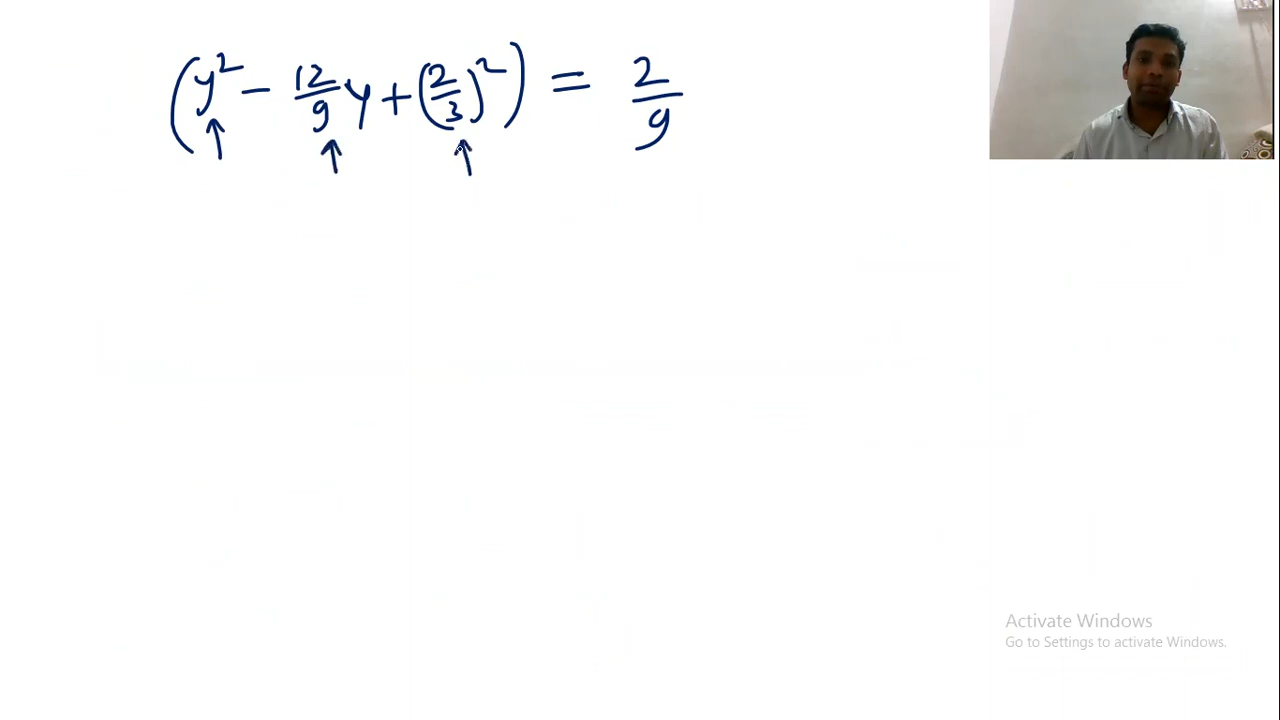 (y² - 12/9 y + (2/3)²) = 2/9
Activate Windows
Go to Settings to activate Windows.